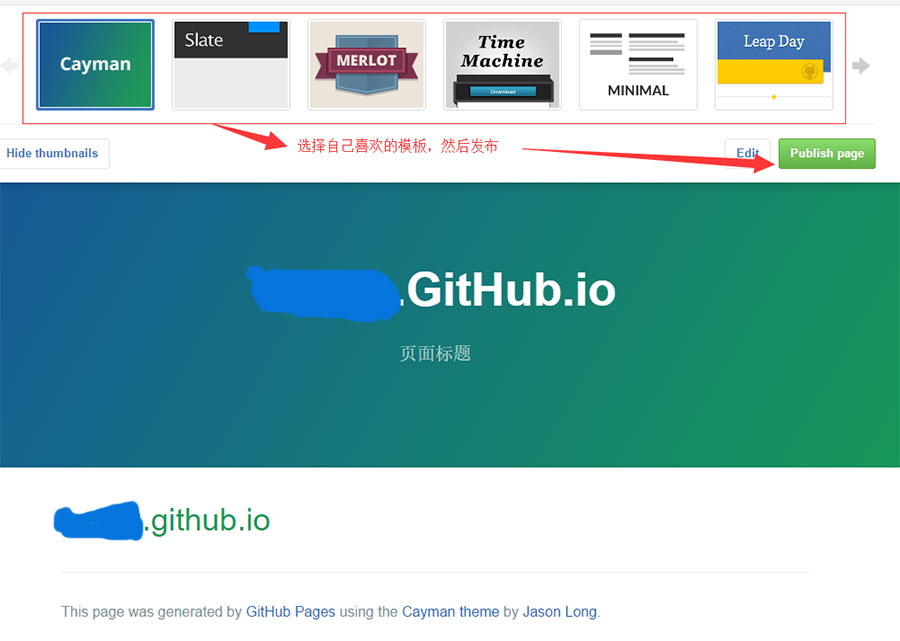 Cayman
Slate
MERLOT
Time
Machine
Download
MINIMAL
Leap Day
Hide thumbnails
选择自己喜欢的模板，然后发布
Edit
Publish page
.GitHub.io
页面标题
.github.io
This page was generated by GitHub Pages using the Cayman theme by Jason Long.